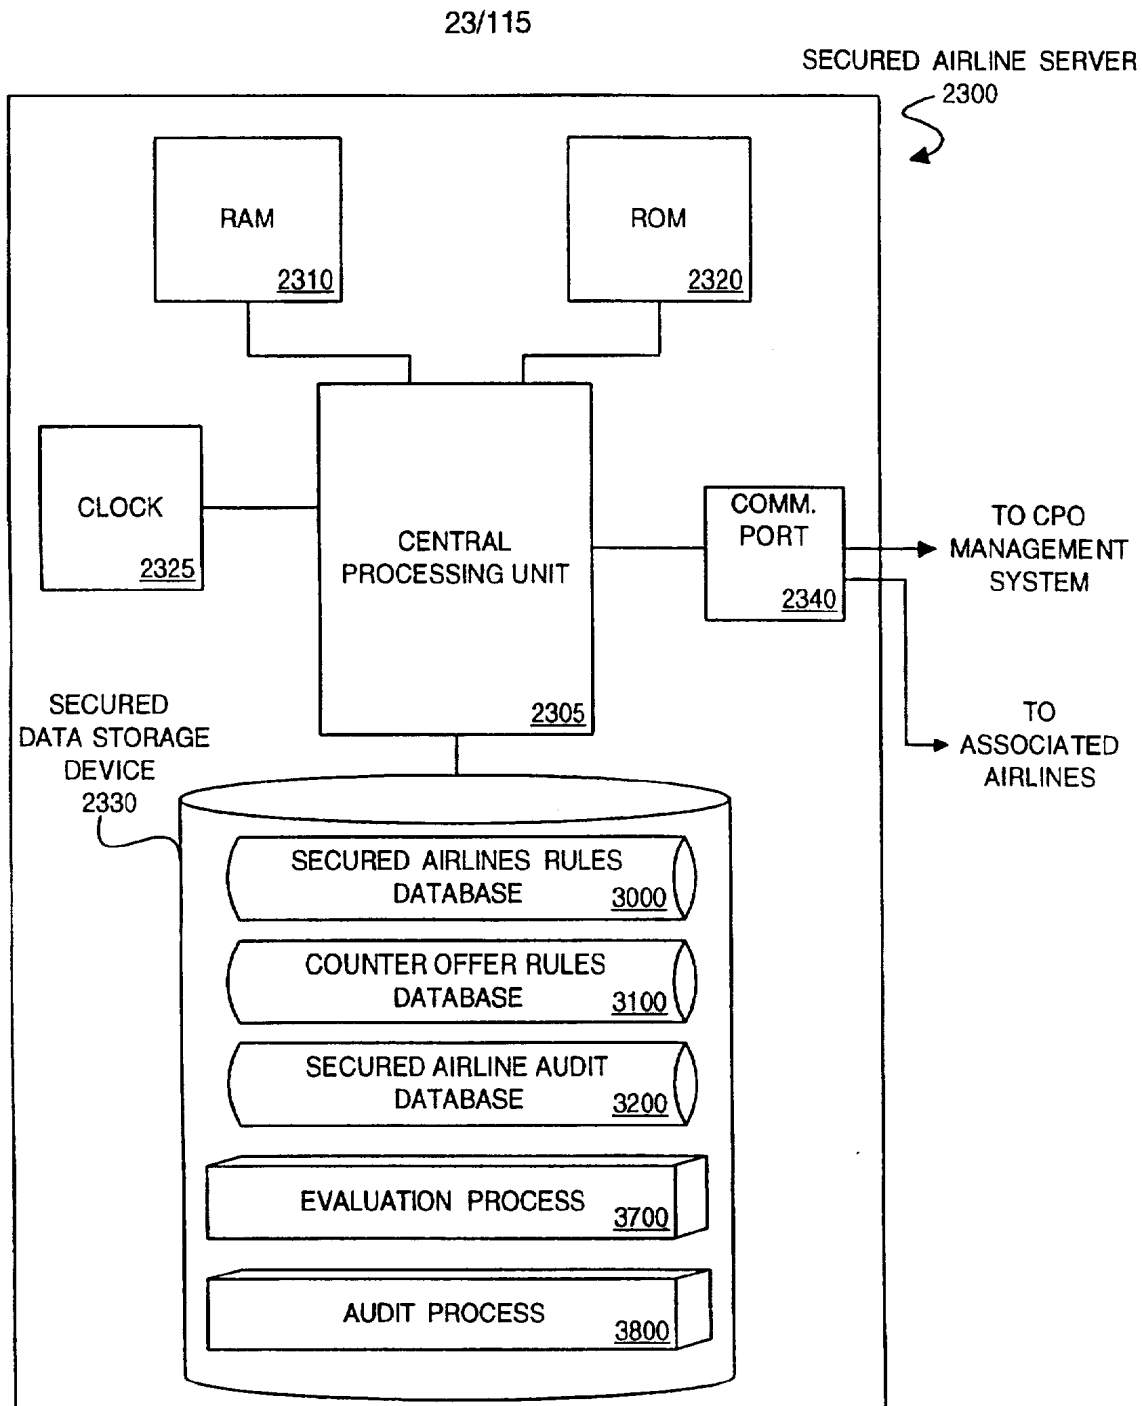 23/115
SECURED AIRLINE SERVER
2300
RAM
2310
ROM
2320
CLOCK
2325
CENTRAL
PROCESSING UNIT
2305
COMM.
PORT
2340
TO CPO
MANAGEMENT
SYSTEM
TO
ASSOCIATED
AIRLINES
SECURED
DATA STORAGE
DEVICE
2330
SECURED AIRLINES RULES
DATABASE
3000
COUNTER OFFER RULES
DATABASE
3100
SECURED AIRLINE AUDIT
DATABASE
3200
EVALUATION PROCESS
3700
AUDIT PROCESS
3800